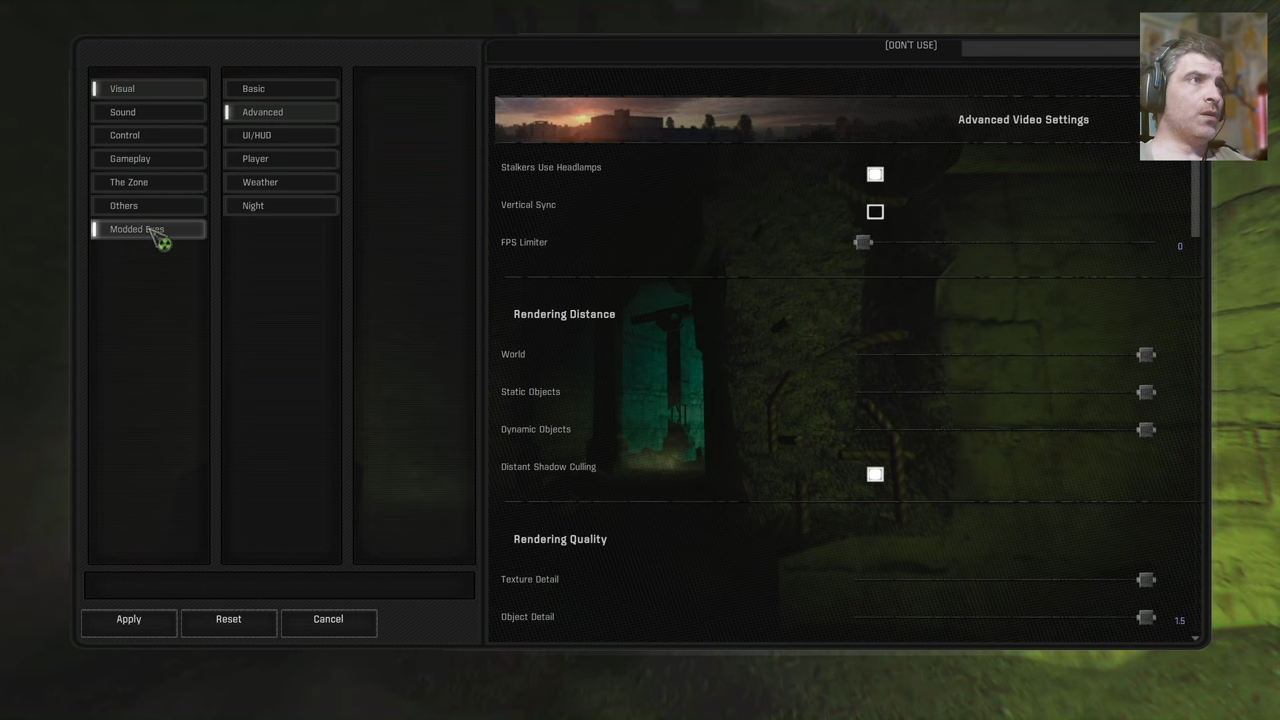 (DON'T USE)
Visual
Sound
Control
Gameplay
The Zone
Others
Modded Exes
Basic
Advanced
UI/HUD
Player
Weather
Night
Advanced Video Settings
Stalkers Use Headlamps
Vertical Sync
FPS Limiter
0
Rendering Distance
World
Static Objects
Dynamic Objects
Distant Shadow Culling
Rendering Quality
Texture Detail
Object Detail
1.5
Apply
Reset
Cancel